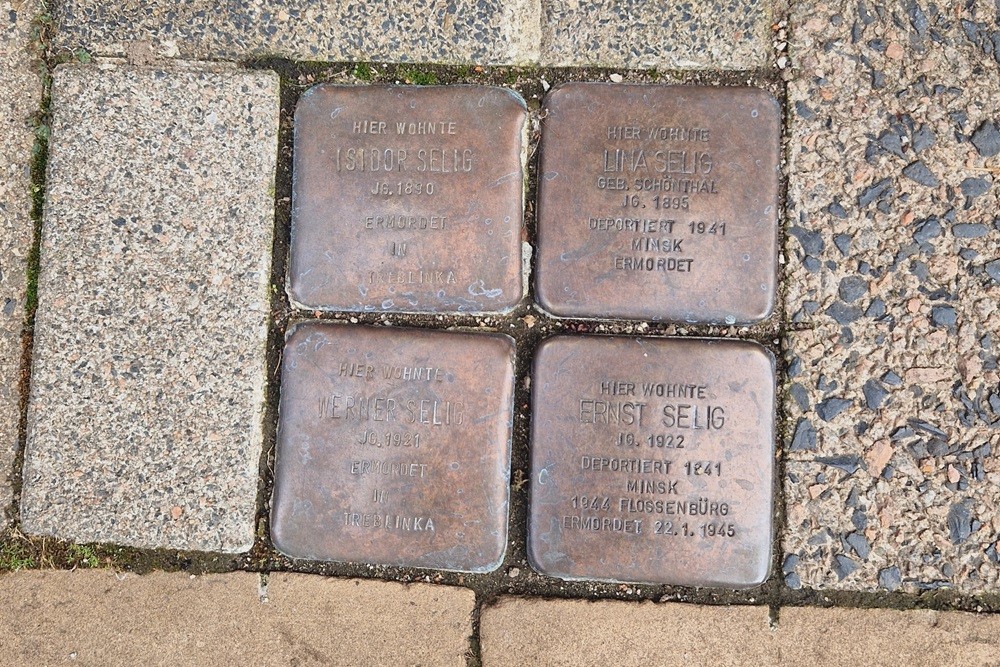 HIER WOHNTE
ISIDOR SELIG
JG. 1890
ERMORDET
IN
TREBLINKA
HIER WOHNTE
LINA SELIG
GEB. SCHÖNTHAL
JG. 1895
DEPORTIERT 1941
MINSK
ERMORDET
HIER WOHNTE
WERNER SELIG
JG. 1921
ERMORDET
IN
TREBLINKA
HIER WOHNTE
ERNST SELIG
JG. 1922
DEPORTIERT 1941
MINSK
1944 FLOSSENBÜRG
ERMORDET 22.1.1945